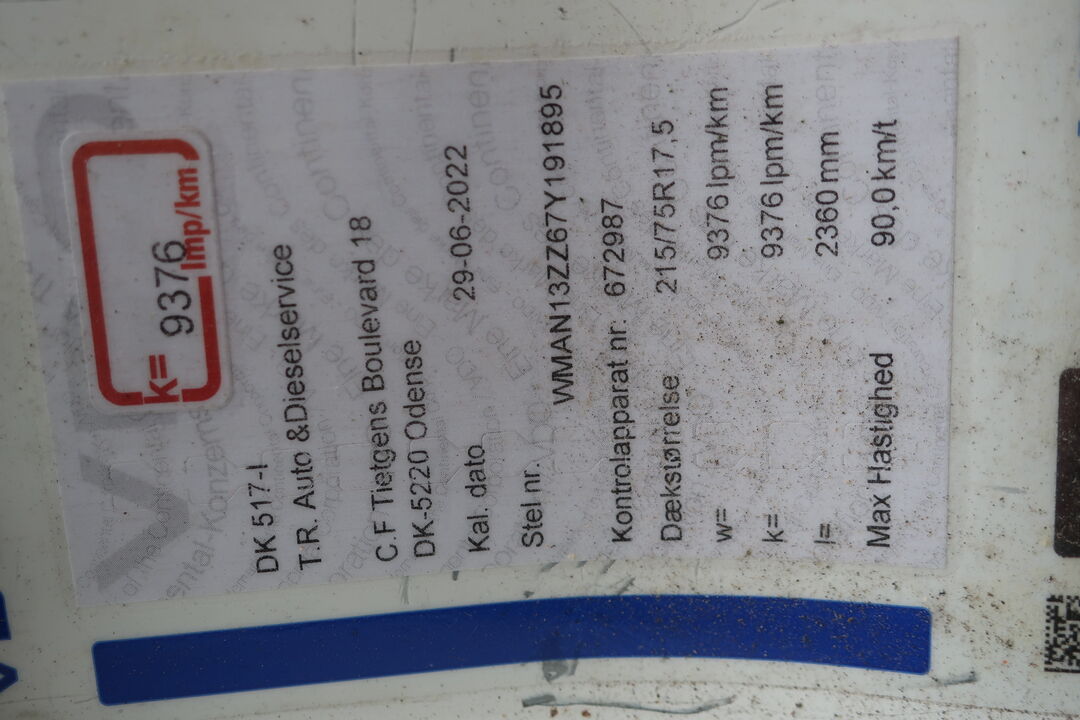 k= 9376 Imp/km
DK 517-I
T.R. Auto &Dieselservice
C.F Tietgens Boulevard 18
DK-5220 Odense
Kal. dato 29-06-2022
Stel nr. WMAN13ZZ67Y191895
Kontrolapparat nr: 672987
Dækstørrelse 215/75R17,5
w= 9376 Ipm/km
k= 9376 Ipm/km
l= 2360 mm
Max Hastighed 90,0 km/t